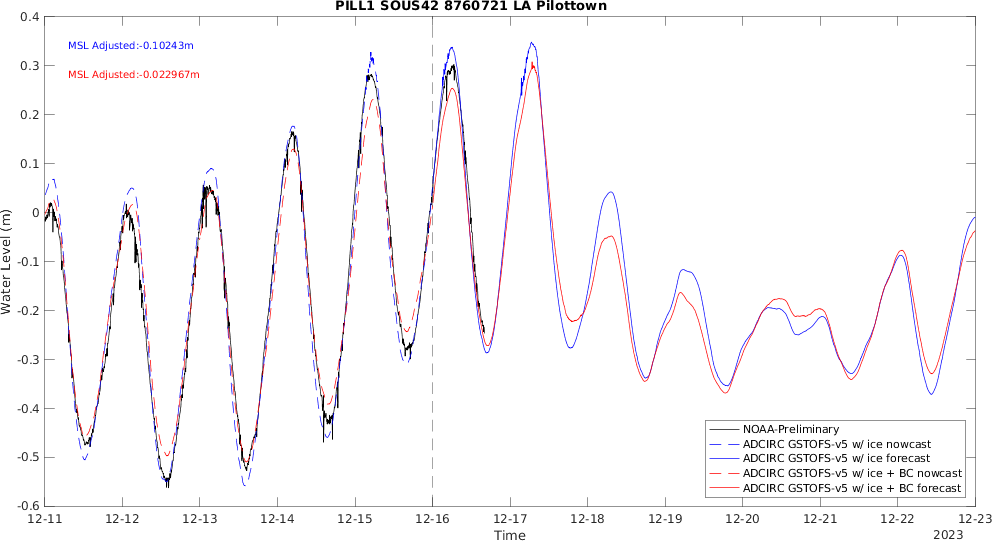 PILL1 SOUS42 8760721 LA Pilottown
MSL Adjusted:-0.10243m
MSL Adjusted:-0.022967m
Water Level (m)
0.4
0.3
0.2
0.1
0
-0.1
-0.2
-0.3
-0.4
-0.5
-0.6
NOAA-Preliminary
ADCIRC GSTOFS-v5 w/ ice nowcast
ADCIRC GSTOFS-v5 w/ ice forecast
ADCIRC GSTOFS-v5 w/ ice + BC nowcast
ADCIRC GSTOFS-v5 w/ ice + BC forecast
12-11 12-12 12-13 12-14 12-15 12-16 12-17 12-18 12-19 12-20 12-21 12-22 12-23
Time
2023